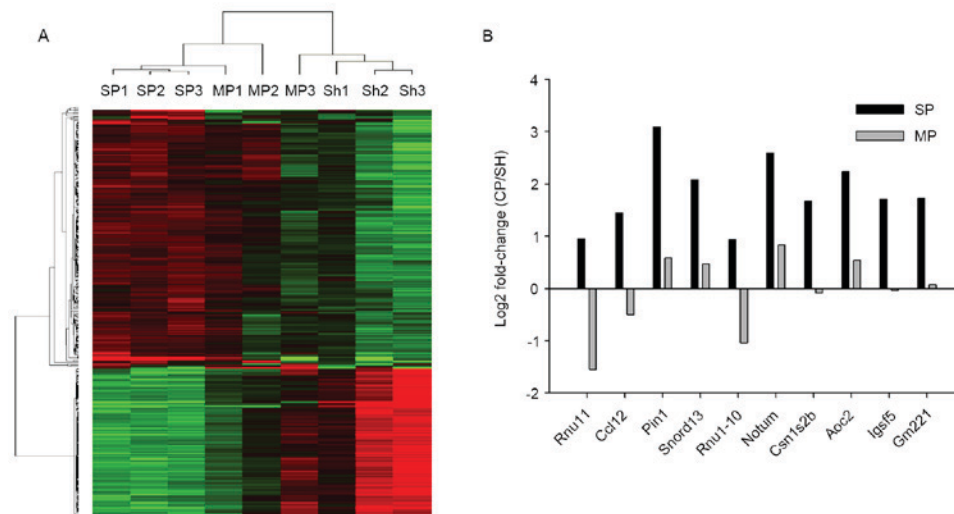 A
SP1 SP2 SP3 MP1 MP2 MP3 Sh1 Sh2 Sh3
B
Log2 fold-change (CP/SH)
4
3
2
1
0
-1
-2
SP
MP
Rnu11 Ccl12 Pin1 Snord13 Rnu1-10 Notum Csn1s2b Aoc2 Igsf5 Gm221